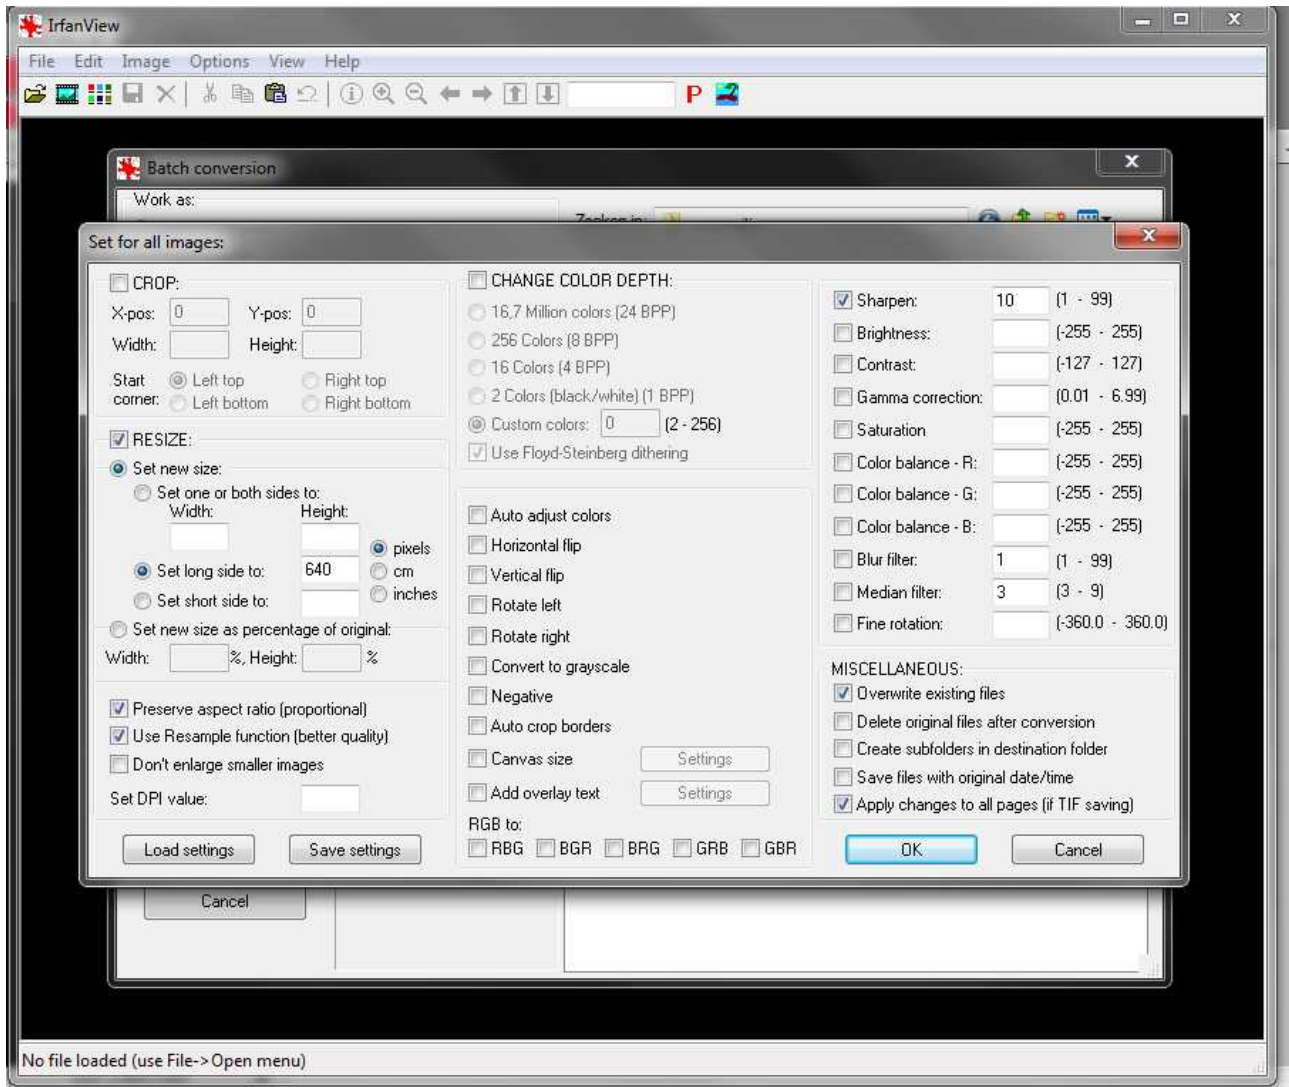 IrfanView
File Edit Image Options View Help
P
Batch conversion
Work as:
Zoeken in:
Set for all images:
CROP:
X-pos: 0 Y-pos: 0
Width: Height:
Start corner:
Left top Right top
Left bottom Right bottom
RESIZE:
Set new size:
Set one or both sides to:
Width: Height:
pixels
Set long side to: 640 cm
Set short side to: inches
Set new size as percentage of original:
Width: %, Height: %
Preserve aspect ratio (proportional)
Use Resample function (better quality)
Don't enlarge smaller images
Set DPI value:
Load settings Save settings
CHANGE COLOR DEPTH:
16,7 Million colors (24 BPP)
256 Colors (8 BPP)
16 Colors (4 BPP)
2 Colors (black/white) (1 BPP)
Custom colors: 0 (2 - 256)
Use Floyd-Steinberg dithering
Auto adjust colors
Horizontal flip
Vertical flip
Rotate left
Rotate right
Convert to grayscale
Negative
Auto crop borders
Canvas size Settings
Add overlay text Settings
RGB to:
RBG BGR BRG GRB GBR
Sharpen: 10 (1 - 99)
Brightness: (-255 - 255)
Contrast: (-127 - 127)
Gamma correction: (0.01 - 6.99)
Saturation (-255 - 255)
Color balance - R: (-255 - 255)
Color balance - G: (-255 - 255)
Color balance - B: (-255 - 255)
Blur filter: 1 (1 - 99)
Median filter: 3 (3 - 9)
Fine rotation: (-360.0 - 360.0)
MISCELLANEOUS:
Overwrite existing files
Delete original files after conversion
Create subfolders in destination folder
Save files with original date/time
Apply changes to all pages (if TIF saving)
OK Cancel
Cancel
No file loaded (use File->Open menu)